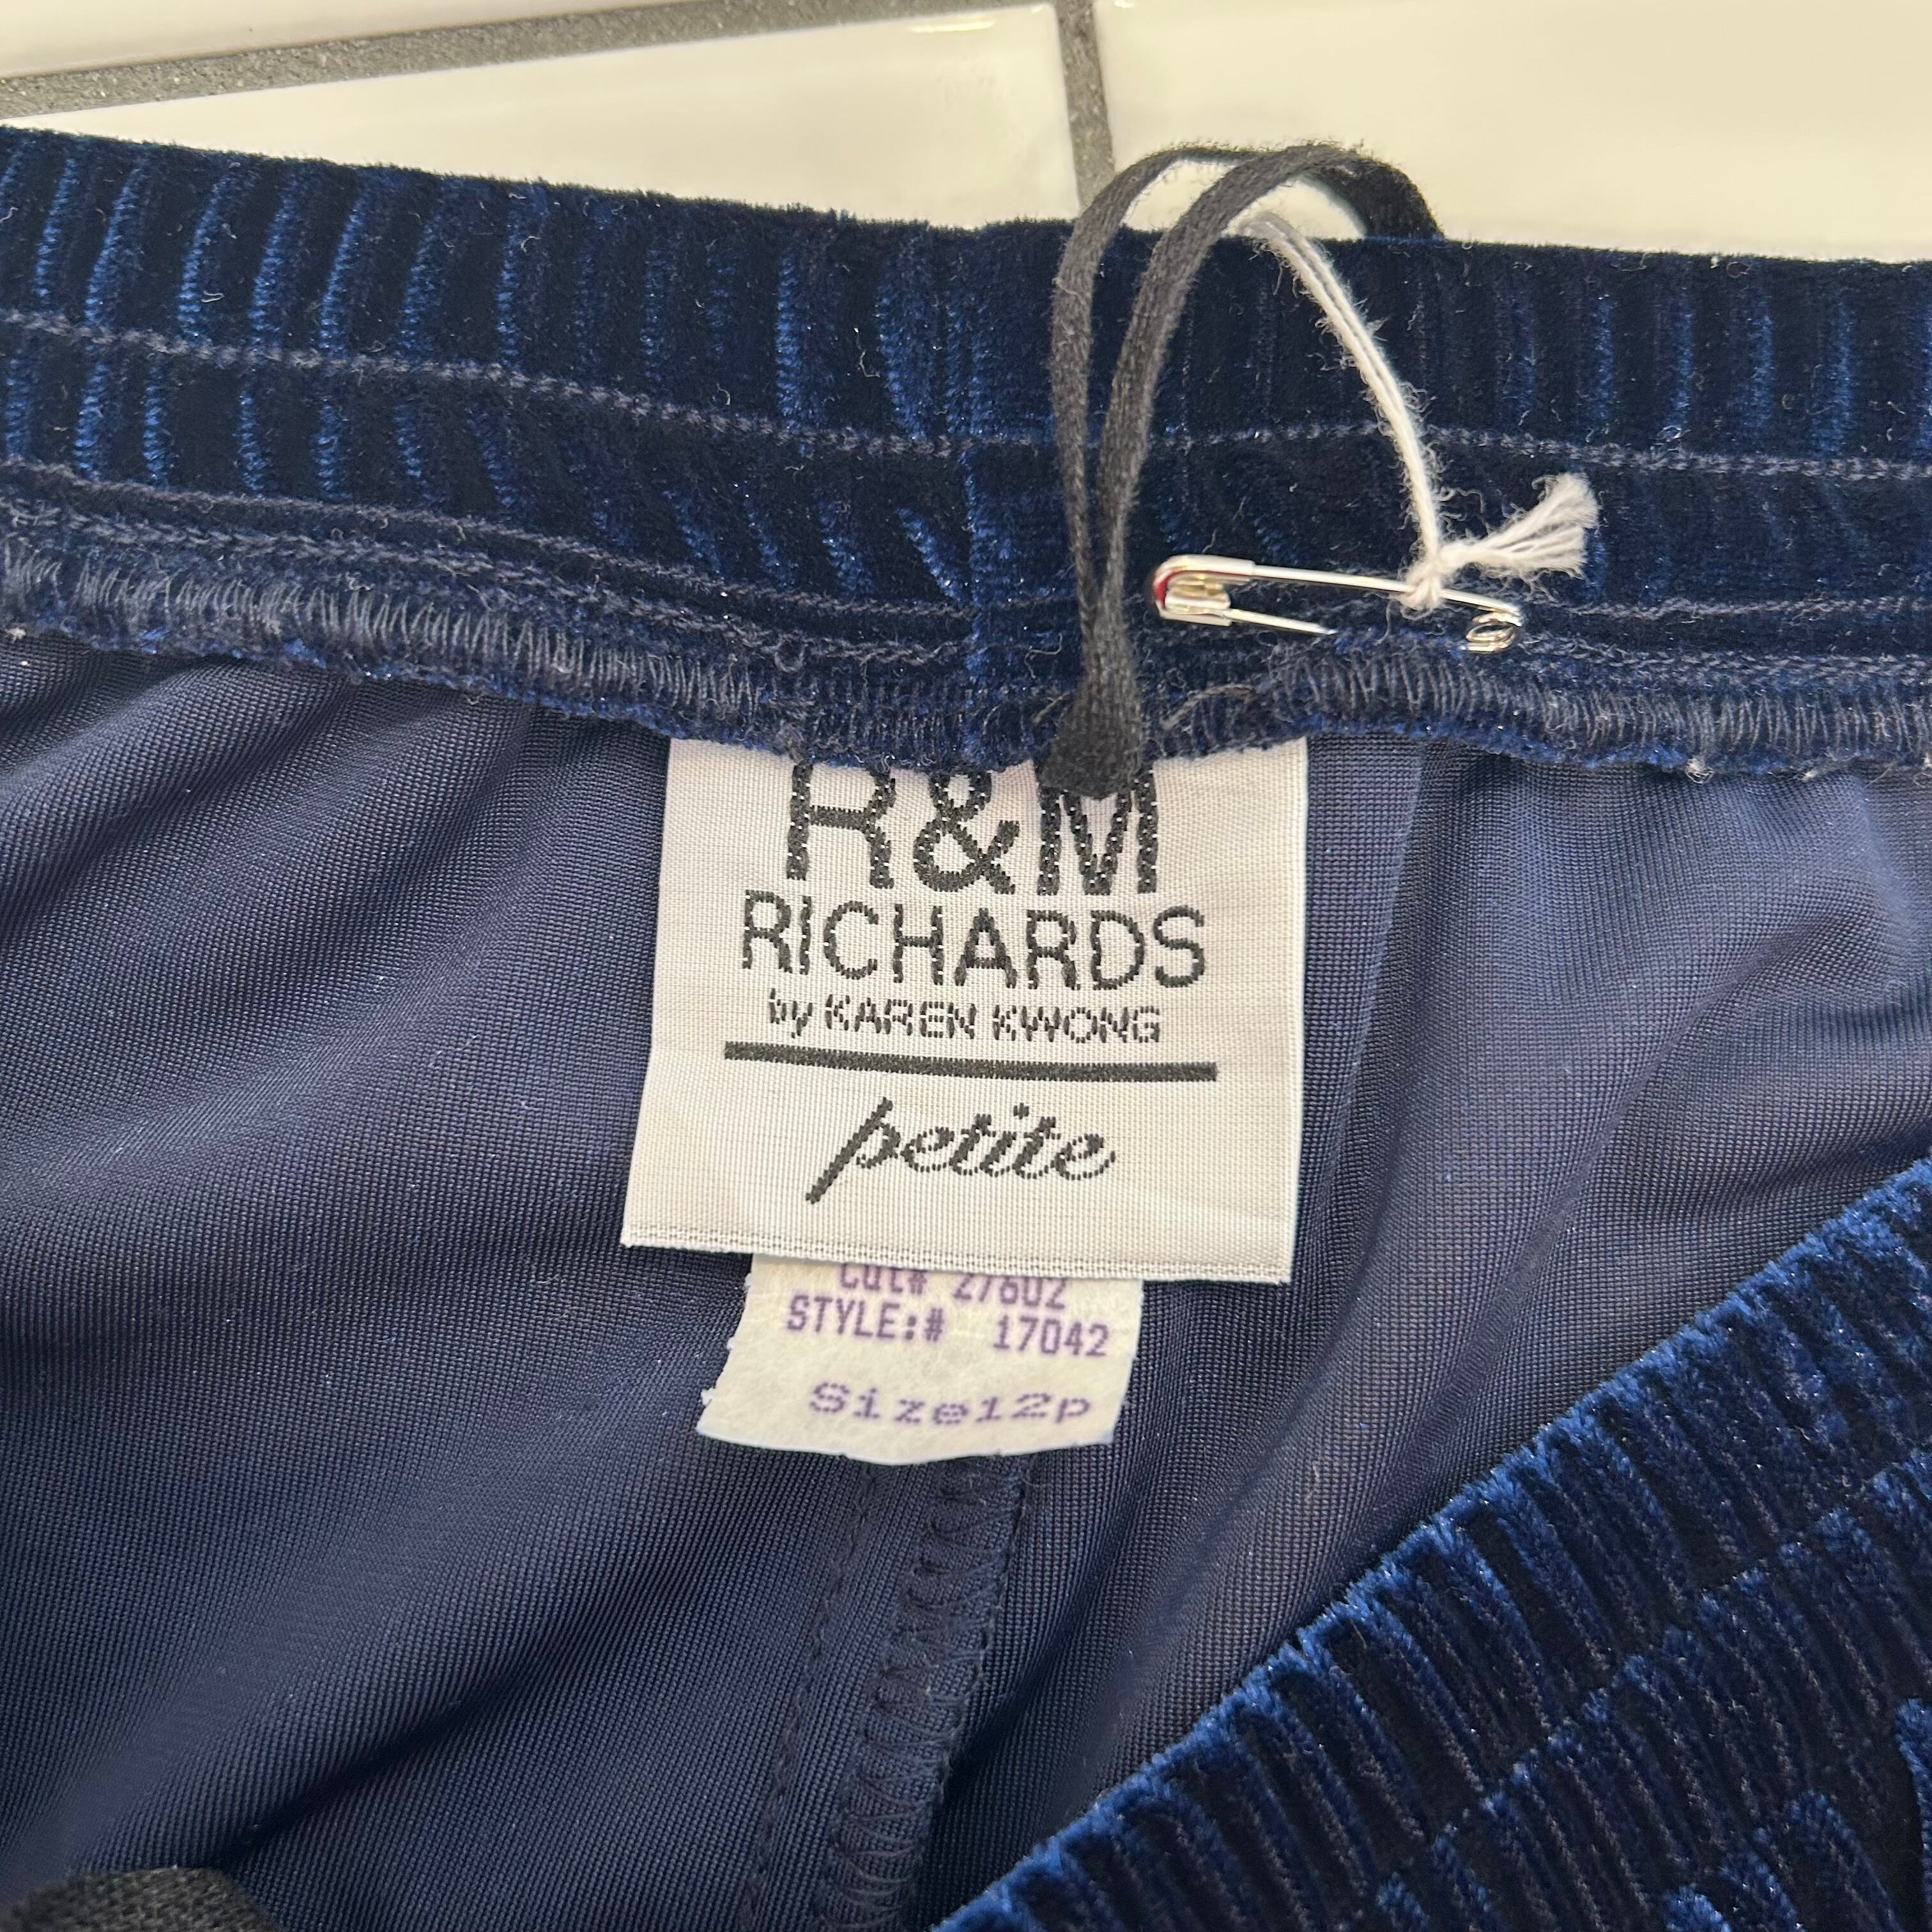 R&M
RICHARDS
by KAREN KWONG
petite
Cut# 27602
STYLE:# 17042
Size12p